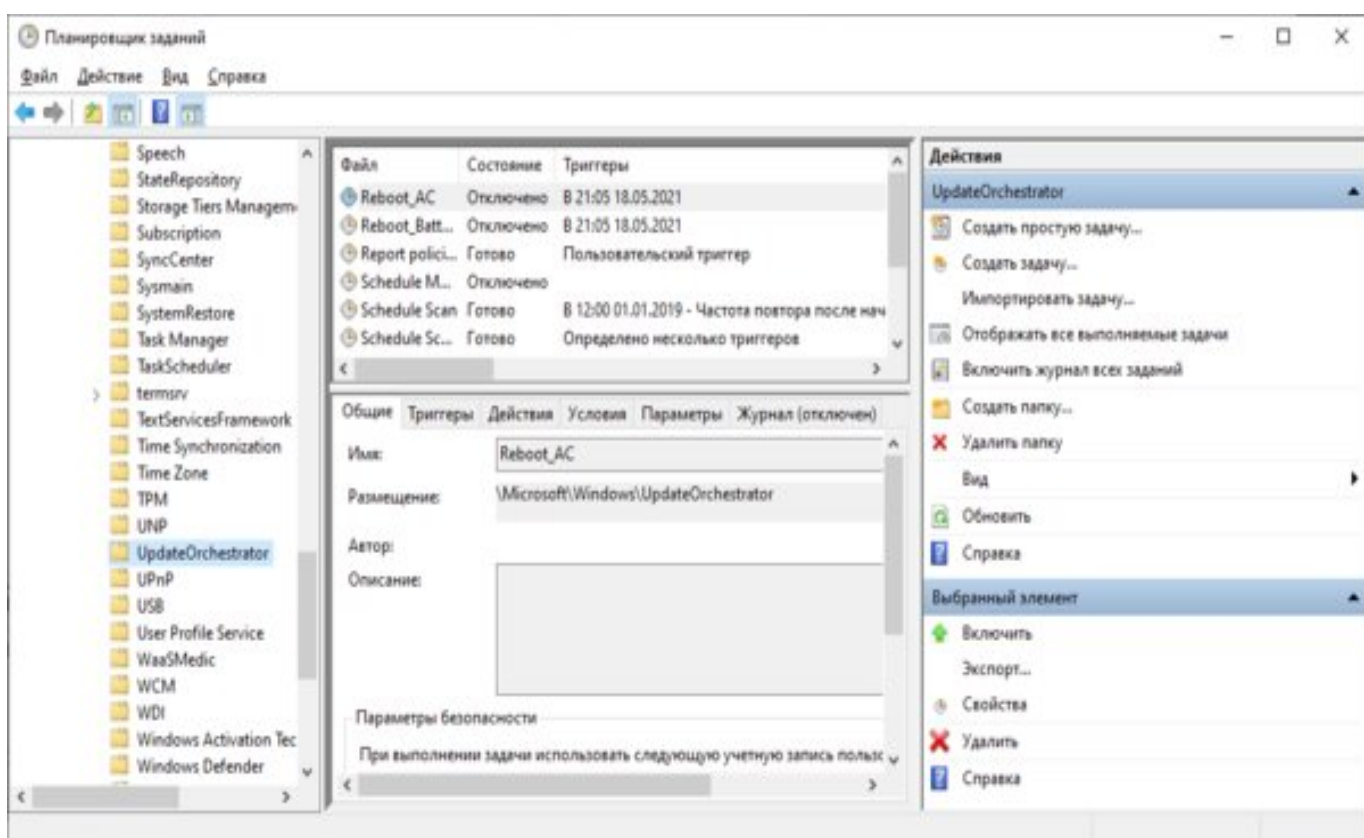 Планировщик заданий
Файл Действие Вид Справка
Speech
StateRepository
Storage Tiers Managem
Subscription
SyncCenter
Sysmain
SystemRestore
Task Manager
TaskScheduler
termsrv
TextServicesFramework
Time Synchronization
Time Zone
TPM
UNP
UpdateOrchestrator
UPnP
USB
User Profile Service
WaaSMedic
WCM
WDI
Windows Activation Tec
Windows Defender
Файл Состояние Триггеры
Reboot_AC Отключено В 21:05 18.05.2021
Reboot_Batt... Отключено В 21:05 18.05.2021
Report polici... Готово Пользовательский триггер
Schedule M... Отключено
Schedule Scan Готово В 12:00 01.01.2019 - Частота повтора после нач
Schedule Sc... Готово Определено несколько триггеров
Общие Триггеры Действия Условия Параметры Журнал (отключен)
Имя: Reboot_AC
Размещение: \Microsoft\Windows\UpdateOrchestrator
Автор:
Описание:
Параметры безопасности
При выполнении задачи использовать следующую учетную запись пользс
Действия
UpdateOrchestrator
Создать простую задачу...
Создать задачу...
Импортировать задачу...
Отображать все выполняемые задачи
Включить журнал всех заданий
Создать папку...
Удалить папку
Вид
Обновить
Справка
Выбранный элемент
Включить
Экспорт...
Свойства
Удалить
Справка